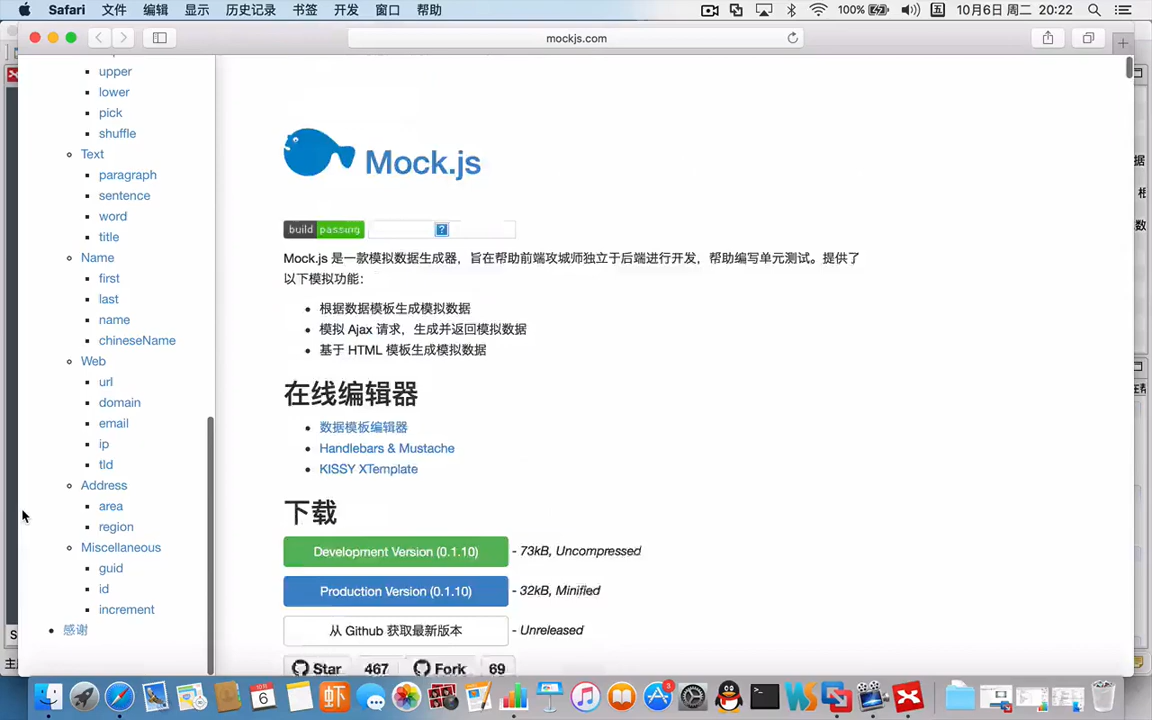 Safari 文件 编辑 显示 历史记录 书签 开发 窗口 帮助 100% 五 10月6日 周二 20:22
mockjs.com
upper
lower
pick
shuffle
Text
paragraph
sentence
word
title
Name
first
last
name
chineseName
Web
url
domain
email
ip
tld
Address
area
region
Miscellaneous
guid
id
increment
感谢
Mock.js
build passing ?
Mock.js 是一款模拟数据生成器，旨在帮助前端攻城师独立于后端进行开发，帮助编写单元测试。提供了
以下模拟功能：
根据数据模板生成模拟数据
模拟 Ajax 请求，生成并返回模拟数据
基于 HTML 模板生成模拟数据
在线编辑器
数据模板编辑器
Handlebars & Mustache
KISSY XTemplate
下载
Development Version (0.1.10) - 73kB, Uncompressed
Production Version (0.1.10) - 32kB, Minified
从 Github 获取最新版本 - Unreleased
Star 467 Fork 69
虾